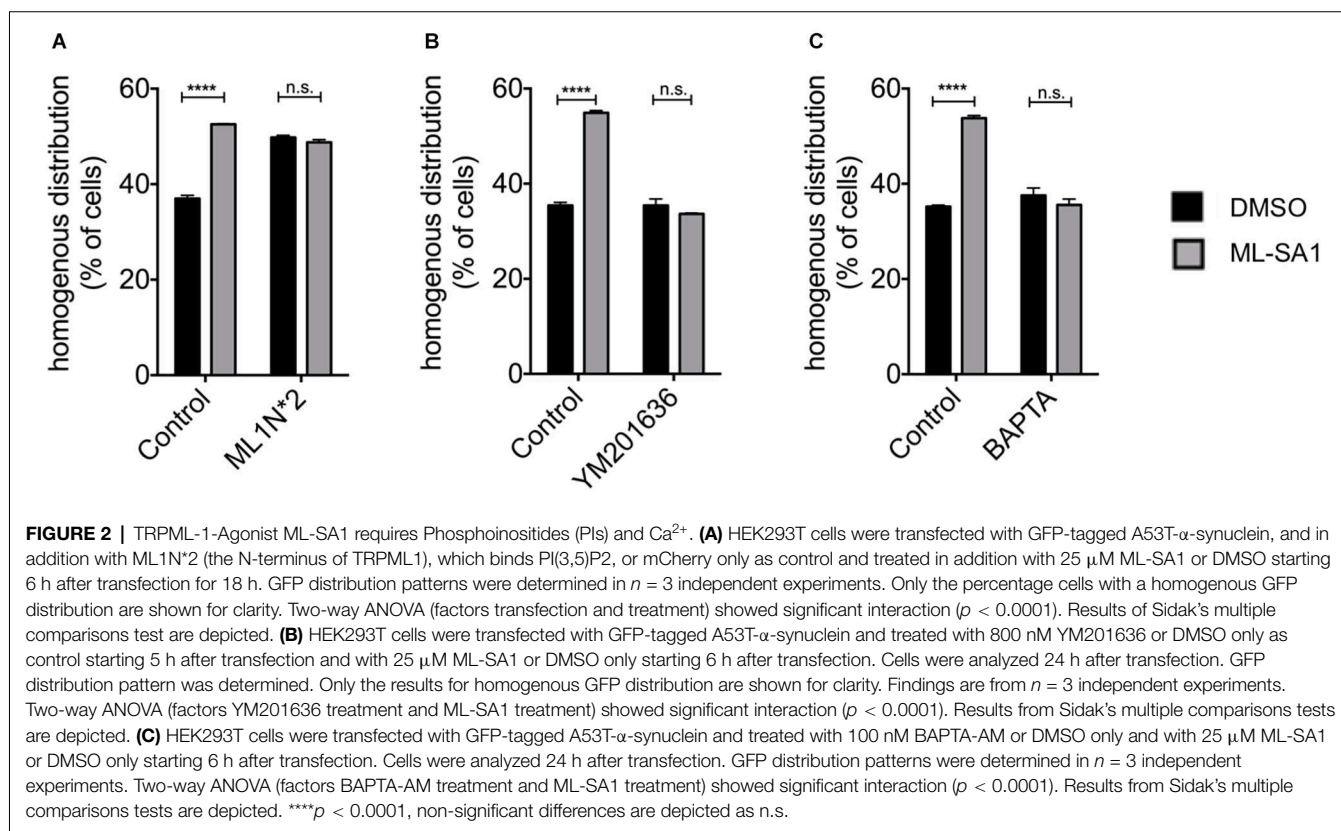 A
B
C
60
40
20
0
homogenous distribution
(% of cells)
****
n.s.
Control
ML1N*2
60
40
20
0
homogenous distribution
(% of cells)
****
n.s.
Control
YM201636
60
40
20
0
homogenous distribution
(% of cells)
****
n.s.
Control
BAPTA
DMSO
ML-SA1
FIGURE 2 | TRPML-1-Agonist ML-SA1 requires Phosphoinositides (PIs) and Ca²⁺. (A) HEK293T cells were transfected with GFP-tagged A53T-α-synuclein, and in
addition with ML1N*2 (the N-terminus of TRPML1), which binds PI(3,5)P2, or mCherry only as control and treated in addition with 25 μM ML-SA1 or DMSO starting
6 h after transfection for 18 h. GFP distribution patterns were determined in n = 3 independent experiments. Only the percentage cells with a homogenous GFP
distribution are shown for clarity. Two-way ANOVA (factors transfection and treatment) showed significant interaction (p < 0.0001). Results of Sidak's multiple
comparisons test are depicted. (B) HEK293T cells were transfected with GFP-tagged A53T-α-synuclein and treated with 800 nM YM201636 or DMSO only as
control starting 5 h after transfection and with 25 μM ML-SA1 or DMSO only starting 6 h after transfection. Cells were analyzed 24 h after transfection. GFP
distribution pattern was determined. Only the results for homogenous GFP distribution are shown for clarity. Findings are from n = 3 independent experiments.
Two-way ANOVA (factors YM201636 treatment and ML-SA1 treatment) showed significant interaction (p < 0.0001). Results from Sidak's multiple comparisons tests
are depicted. (C) HEK293T cells were transfected with GFP-tagged A53T-α-synuclein and treated with 100 nM BAPTA-AM or DMSO only and with 25 μM ML-SA1
or DMSO only starting 6 h after transfection. Cells were analyzed 24 h after transfection. GFP distribution patterns were determined in n = 3 independent
experiments. Two-way ANOVA (factors BAPTA-AM treatment and ML-SA1 treatment) showed significant interaction (p < 0.0001). Results from Sidak's multiple
comparisons tests are depicted. ****p < 0.0001, non-significant differences are depicted as n.s.